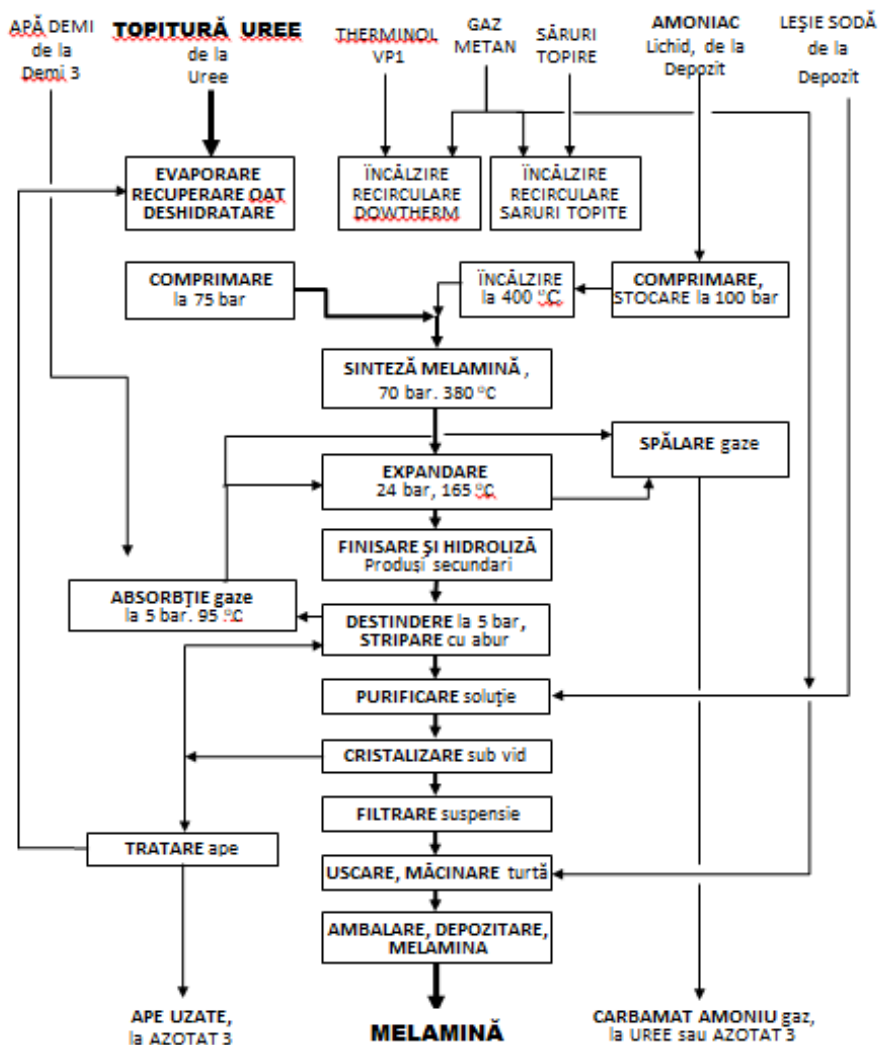 APĂ DEMI
de la
Demi 3
TOPITURĂ UREE
de la
Uree
THERMINOL
VP1
GAZ
METAN
SĂRURI
TOPIRE
AMONIAC
Lichid, de la
Depozit
LEȘIE SODĂ
de la
Depozit
EVAPORARE
RECUPERARE OAT
DESHIDRATARE
ÎNCĂLZIRE
RECIRCULARE
DOWTHERM
ÎNCĂLZIRE
RECIRCULARE
SARURI TOPITE
COMPRIMARE
la 75 bar
ÎNCĂLZIRE
la 400 °C
COMPRIMARE,
STOCARE la 100 bar
SINTEZĂ MELAMINĂ ,
70 bar. 380 °C
SPĂLARE gaze
EXPANDARE
24 bar, 165 °C
FINISARE ŞI HIDROLIZĂ
Produși secundari
ABSORBŢIE gaze
la 5 bar. 95 °C
DESTINDERE la 5 bar,
STRIPARE cu abur
PURIFICARE soluţie
CRISTALIZARE sub vid
FILTRARE suspensie
TRATARE ape
USCARE, MĂCINARE turtă
AMBALARE, DEPOZITARE,
MELAMINA
APE UZATE,
la AZOTAT 3
MELAMINĂ
CARBAMAT AMONIU gaz,
la UREE sau AZOTAT 3